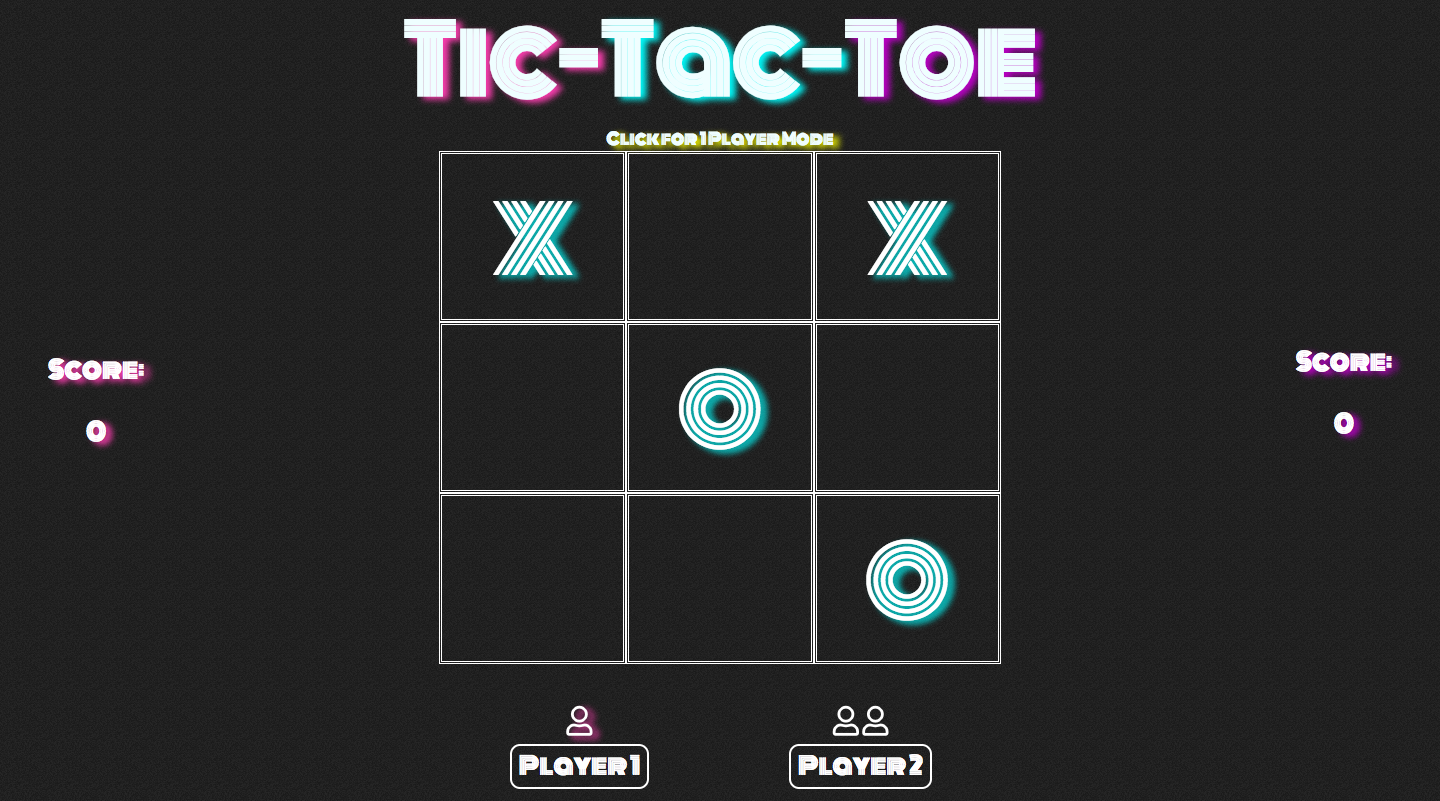 Tic-Tac-Toe
Click for 1 Player Mode
X X
Score: Score:
O
0 0
O
Player 1 Player 2